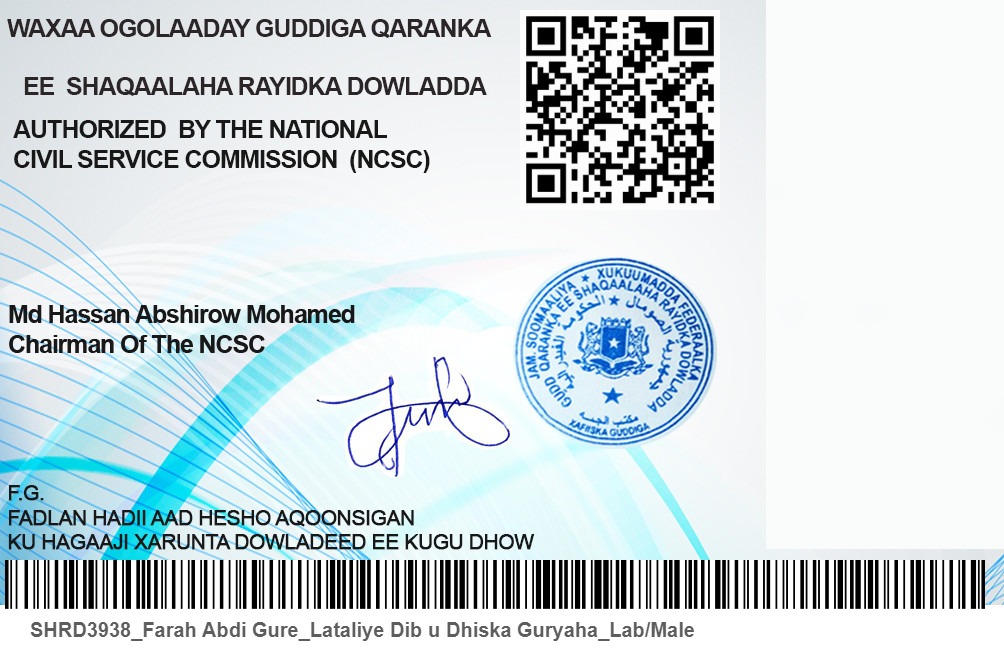 WAXAA OGOLAADAY GUDDIGA QARANKA
EE SHAQAALAHA RAYIDKA DOWLADDA
AUTHORIZED BY THE NATIONAL
CIVIL SERVICE COMMISSION (NCSC)
Md Hassan Abshirow Mohamed
Chairman Of The NCSC
JAM. SOOMAALIYA ★ XUKUUMADDA FEDERAALKA
GUDD QARANKA EE SHAQAALAHA RAYIDKA DOWLADDA
مكتب
XAFIISKA GUDDIGA
F.G.
FADLAN HADII AAD HESHO AQOONSIGAN
KU HAGAAJI XARUNTA DOWLADEED EE KUGU DHOW
SHRD3938_Farah Abdi Gure_Lataliye Dib u Dhiska Guryaha_Lab/Male